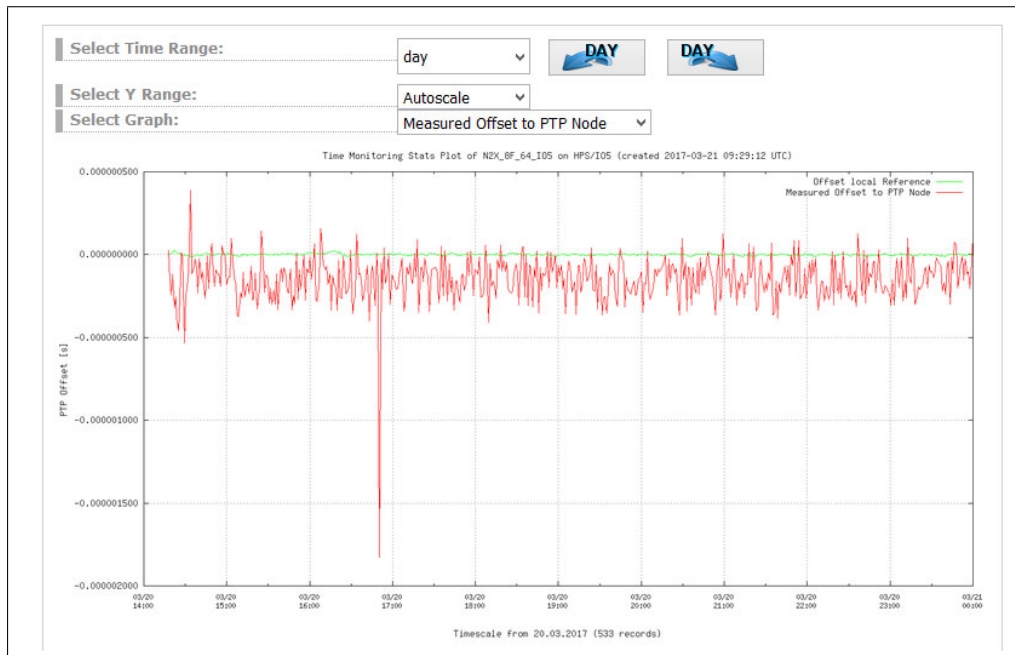 Select Time Range:
day
DAY
DAY
Select Y Range:
Autoscale
Select Graph:
Measured Offset to PTP Node
Time Monitoring Stats Plot of N2X_8F_64_IO5 on HPS/IO5 (created 2017-03-21 09:29:12 UTC)
Offset local Reference
Measured Offset to PTP Node
0.000000500
0.000000000
-0.000000500
-0.000001000
-0.000001500
-0.000002000
PTP Offset [s]
03/20 03/20 03/20 03/20 03/20 03/20 03/20 03/20 03/20 03/20 03/21
14:00 15:00 16:00 17:00 18:00 19:00 20:00 21:00 22:00 23:00 00:00
Timescale from 20.03.2017 (533 records)